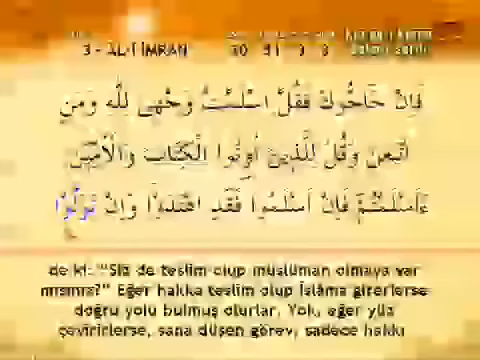 3 - ÂL-İ İMRAN
فَإِنْ حَاجُّوكَ فَقُلْ أَسْلَمْتُ وَجْهِيَ لِلَّهِ وَمَنِ
اتَّبَعَنِ وَقُلْ لِلَّذِينَ أُوتُوا الْكِتَابَ وَالْأُمِّيِّينَ
ءَأَسْلَمْتُمْ فَإِنْ أَسْلَمُوا فَقَدِ اهْتَدَوْا وَإِنْ تَوَلَّوْا
de ki: "Siz de teslim olup müslüman olmaya var
mısınız?" Eğer hakka teslim olup İslâma girerlerse
doğru yolu bulmuş olurlar. Yok, eğer yüz
çevirirlerse, sana düşen görev, sadece hakkı